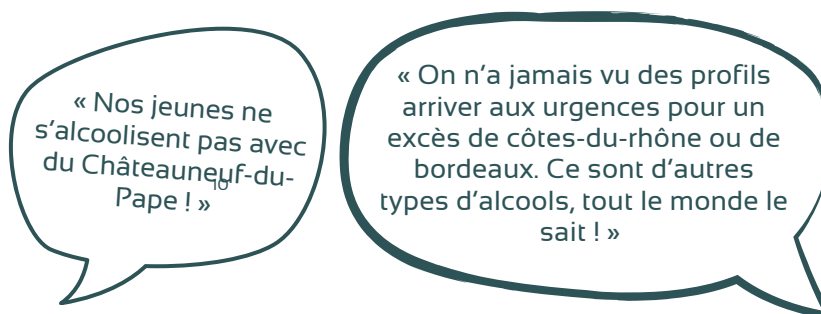 « Nos jeunes ne
s'alcoolisent pas avec
du Châteauneuf-du-
Pape ! »
10
« On n'a jamais vu des profils
arriver aux urgences pour un
excès de côtes-du-rhône ou de
bordeaux. Ce sont d'autres
types d'alcools, tout le monde le
sait ! »